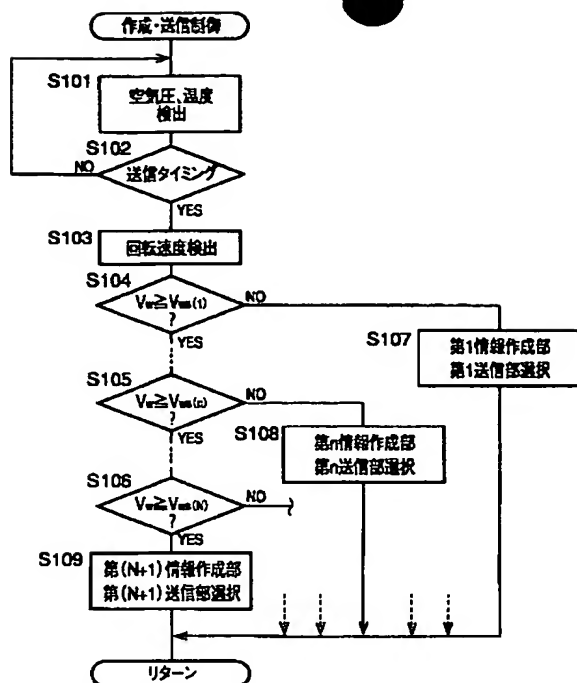 作成・送信制御
S101
空気圧、温度
検出
S102
NO
送信タイミング
YES
S103
回転速度検出
S104
Vw≧Vws(1)
?
NO
YES
S107
第1情報作成部
第1送信部選択
S105
Vw≧Vws(n)
?
NO
YES
S108
第n情報作成部
第n送信部選択
S106
Vw≧Vws(N)
?
NO
YES
S109
第(N+1)情報作成部
第(N+1)送信部選択
リターン